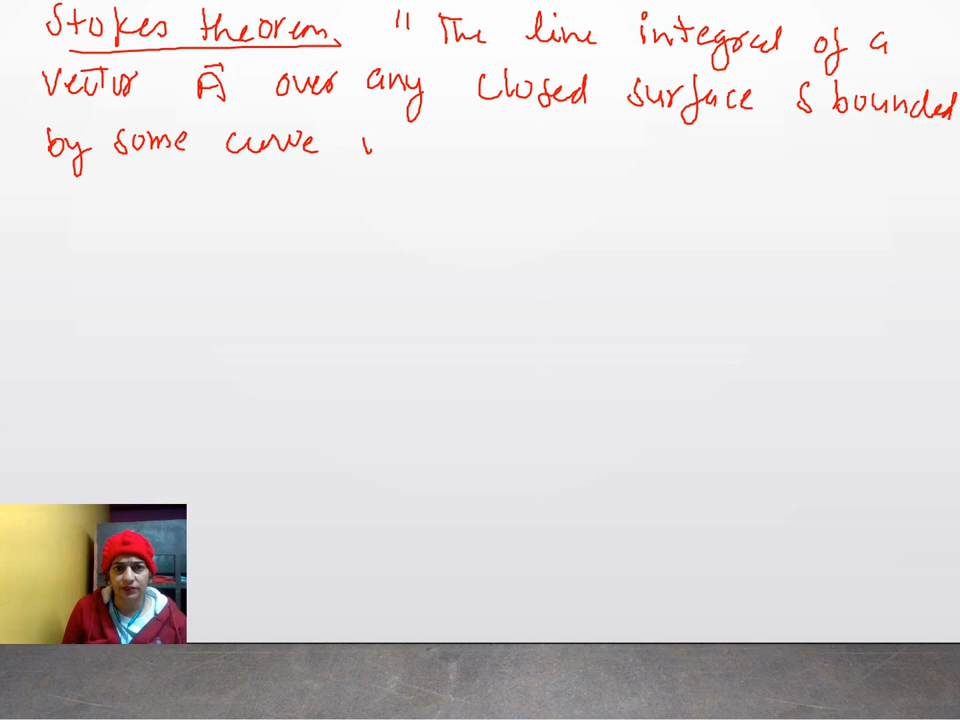 Stokes theorem. " The line integral of a
vector A⃗ over any closed surface S bounded
by some curve